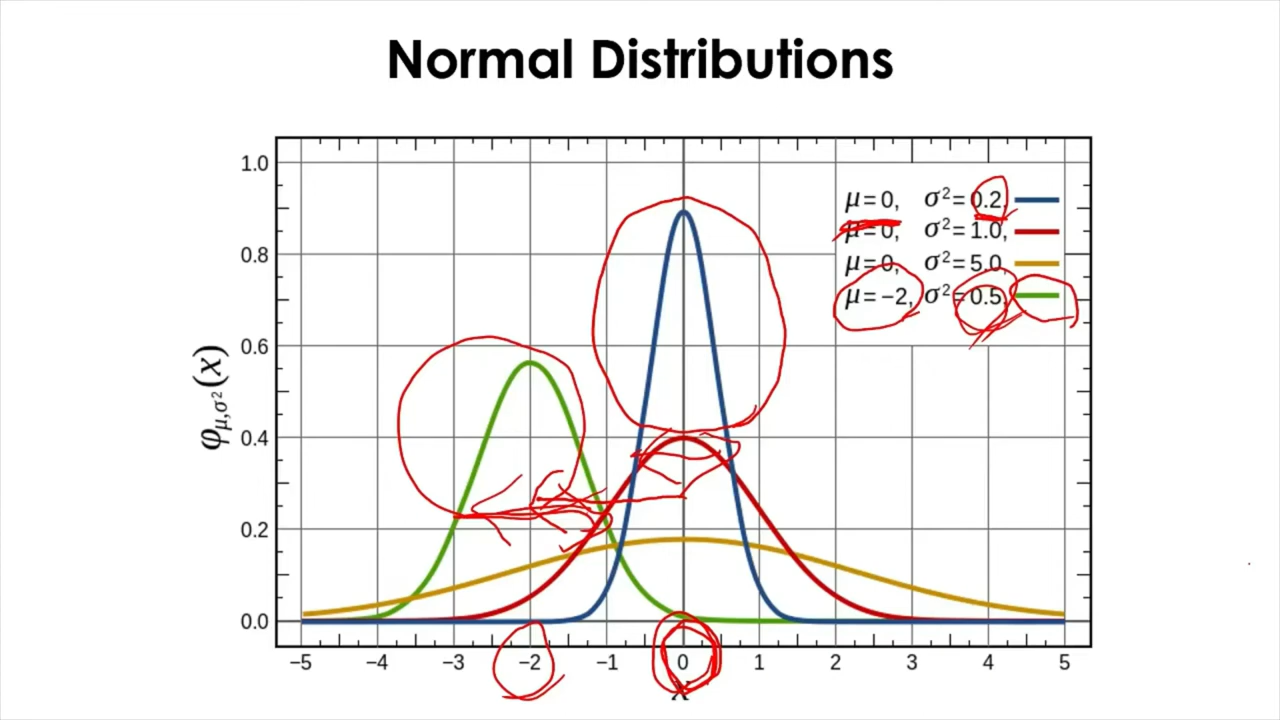 Normal Distributions
μ=0, σ²=0.2,
μ=0, σ²=1.0,
μ=0, σ²=5.0,
μ=−2, σ²=0.5,
φμ,σ²(x)
1.0
0.8
0.6
0.4
0.2
0.0
−5 −4 −3 −2 −1 0 1 2 3 4 5
x